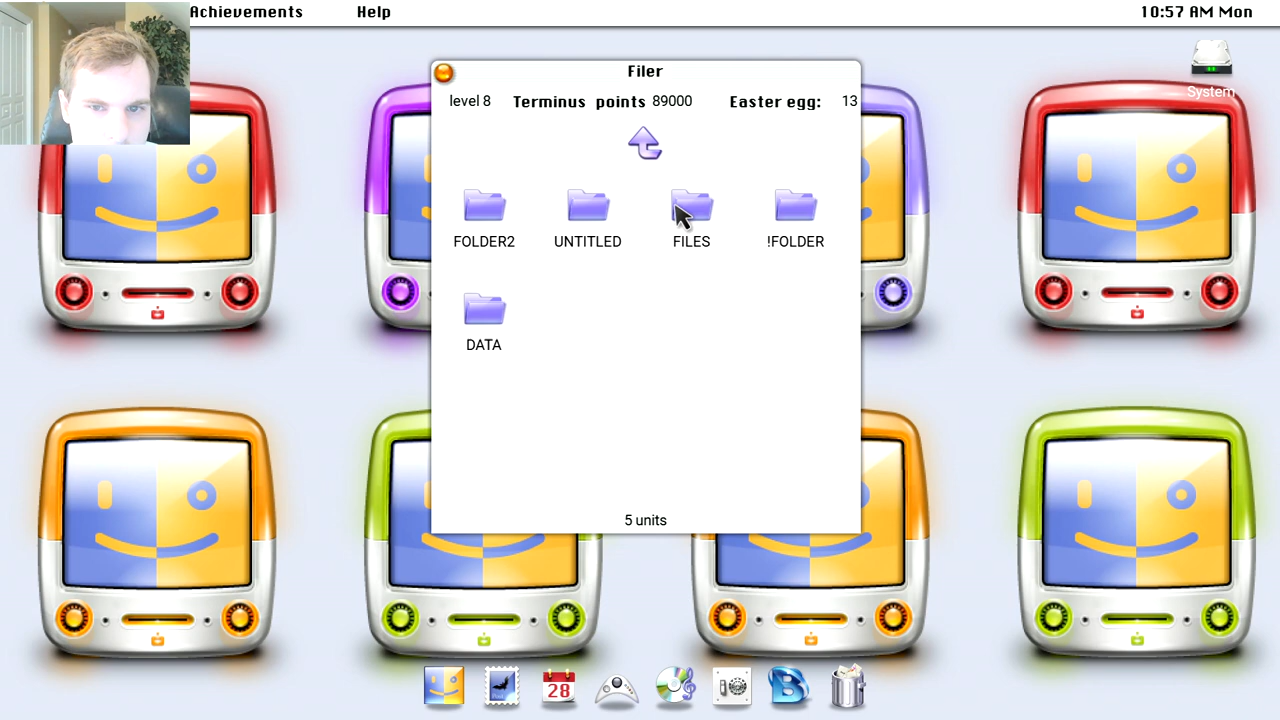 Achievements Help 10:57 AM Mon
Filer
level 8 Terminus points 89000 Easter egg: 13
System
FOLDER2 UNTITLED FILES !FOLDER
DATA
5 units
28